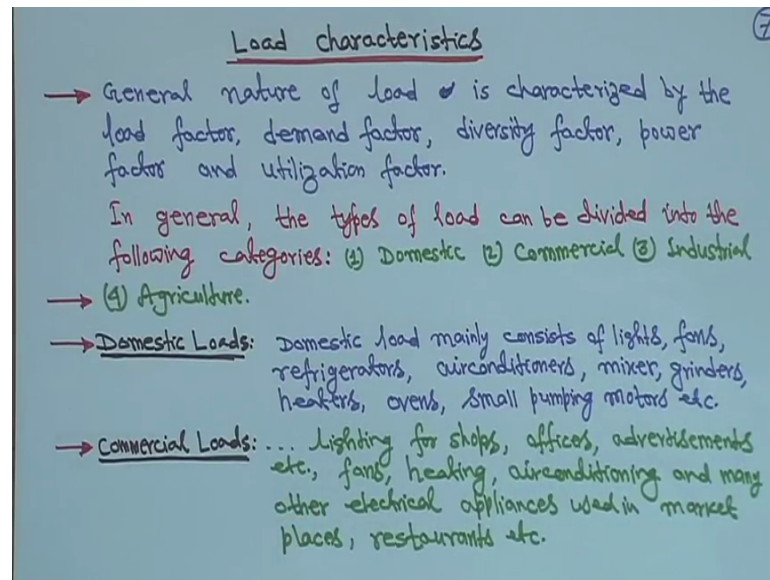 7
Load characteristics
→ General nature of load is characterized by the
load factor, demand factor, diversity factor, power
factor and utilization factor.
In general, the types of load can be divided into the
following categories: (1) Domestic (2) Commercial (3) Industrial
→ (4) Agriculture.
→ Domestic Loads: Domestic load mainly consists of lights, fans,
refrigerators, airconditioners, mixer, grinders,
heaters, ovens, small pumping motors etc.
→ Commercial Loads: ... Lighting for shops, offices, advertisements
etc., fans, heating, airconditioning and many
other electrical appliances used in market
places, restaurants etc.